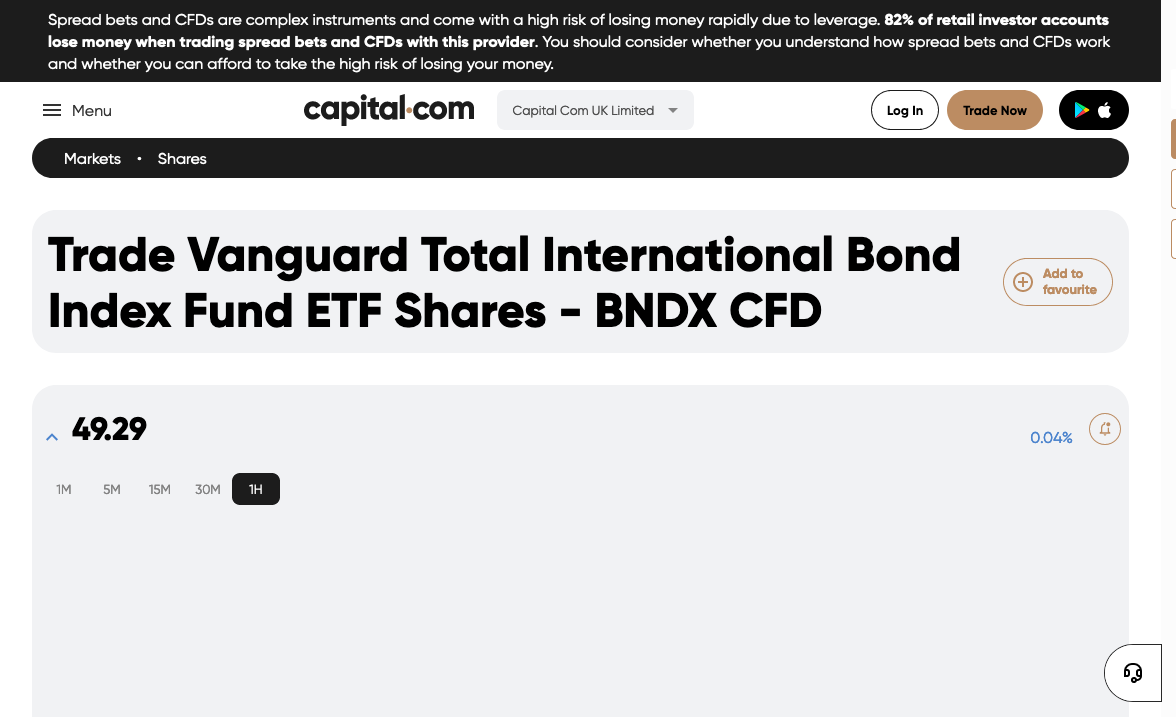 Spread bets and CFDs are complex instruments and come with a high risk of losing money rapidly due to leverage. 82% of retail investor accounts
lose money when trading spread bets and CFDs with this provider. You should consider whether you understand how spread bets and CFDs work
and whether you can afford to take the high risk of losing your money.
Menu
capital.com
Capital Com UK Limited
Log In
Trade Now
Markets • Shares
Trade Vanguard Total International Bond
Index Fund ETF Shares - BNDX CFD
Add to
favourite
49.29
0.04%
1M 5M 15M 30M 1H